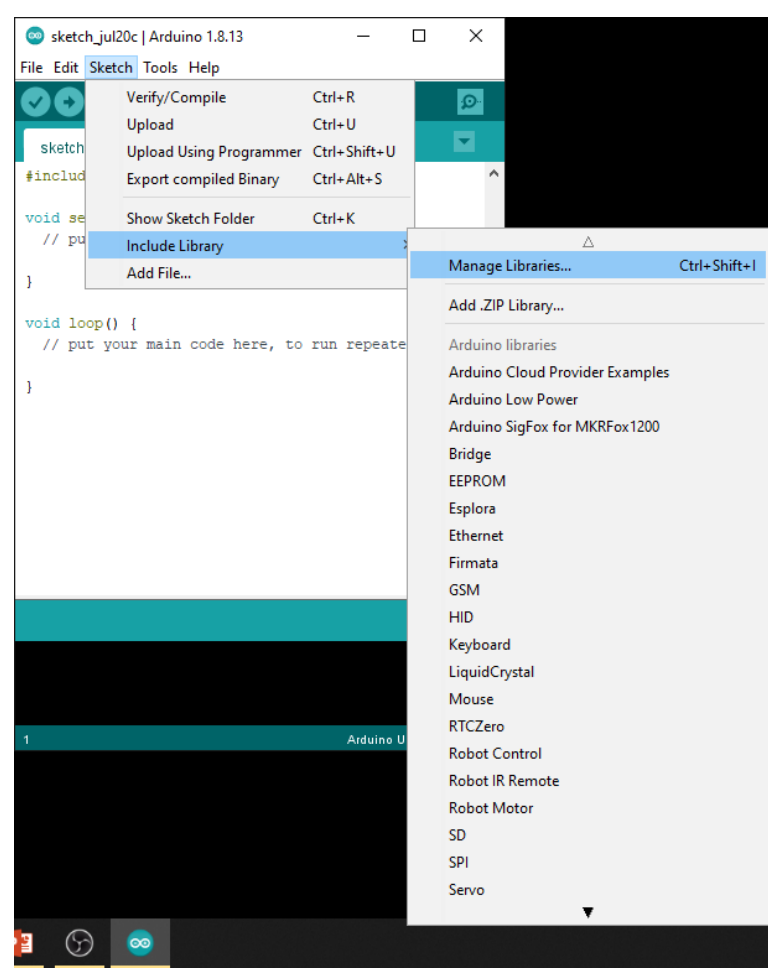 sketch_jul20c | Arduino 1.8.13
File Edit Sketch Tools Help
Verify/Compile Ctrl+R
Upload Ctrl+U
Upload Using Programmer Ctrl+Shift+U
Export compiled Binary Ctrl+Alt+S
Show Sketch Folder Ctrl+K
Include Library
Add File...
sketch
#includ
void se
// pu
}
void loop() {
// put your main code here, to run repeate
}
1 Arduino U
Manage Libraries... Ctrl+Shift+I
Add .ZIP Library...
Arduino libraries
Arduino Cloud Provider Examples
Arduino Low Power
Arduino SigFox for MKRFox1200
Bridge
EEPROM
Esplora
Ethernet
Firmata
GSM
HID
Keyboard
LiquidCrystal
Mouse
RTCZero
Robot Control
Robot IR Remote
Robot Motor
SD
SPI
Servo